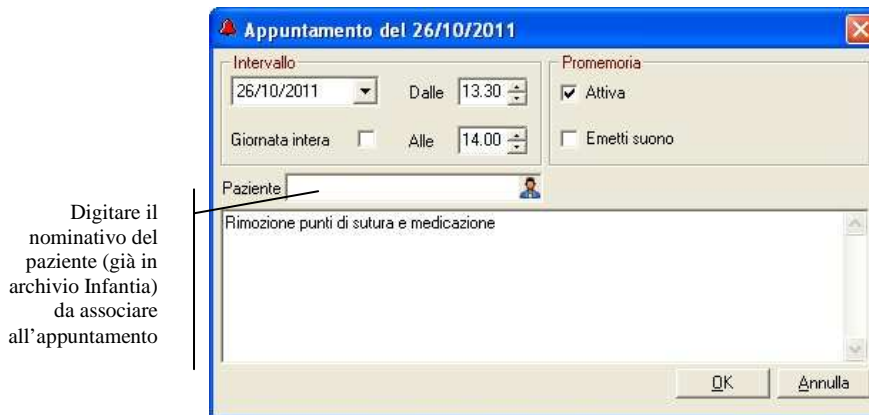 Appuntamento del 26/10/2011
Intervallo
Promemoria
26/10/2011
Dalle
13.30
Attiva
Giornata intera
Alle
14.00
Emetti suono
Paziente
Rimozione punti di sutura e medicazione
Digitare il
nominativo del
paziente (già in
archivio Infantia)
da associare
all’appuntamento
OK
Annulla